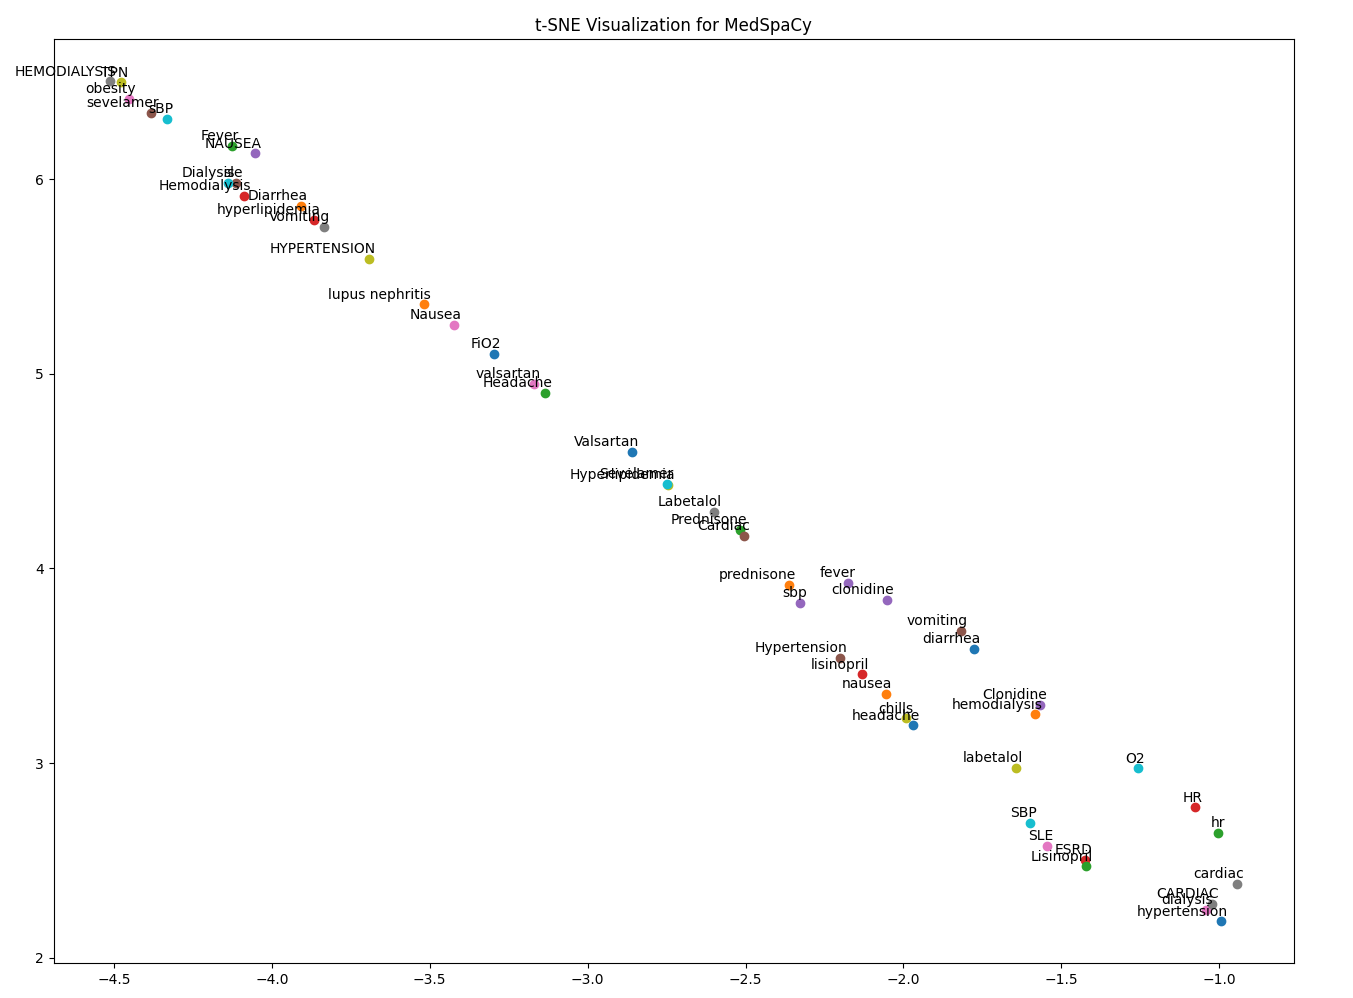 t-SNE Visualization for MedSpaCy
HEMODIALYSIS
TPN
obesity
sevelamer
sBP
Fever
NAUSEA
Dialysis
sle
Hemodialysis
Diarrhea
hyperlipidemia
Vomiting
HYPERTENSION
lupus nephritis
Nausea
FiO2
valsartan
Headache
Valsartan
Hyperlipidemia
Sevelamer
Labetalol
Prednisone
Cardiac
prednisone
fever
sbp
clonidine
vomiting
diarrhea
Hypertension
lisinopril
nausea
chills
headache
Clonidine
hemodialysis
labetalol
O2
HR
SBP
hr
SLE
ESRD
Lisinopril
cardiac
CARDIAC
dialysis
hypertension
6
5
4
3
2
−4.5 −4.0 −3.5 −3.0 −2.5 −2.0 −1.5 −1.0